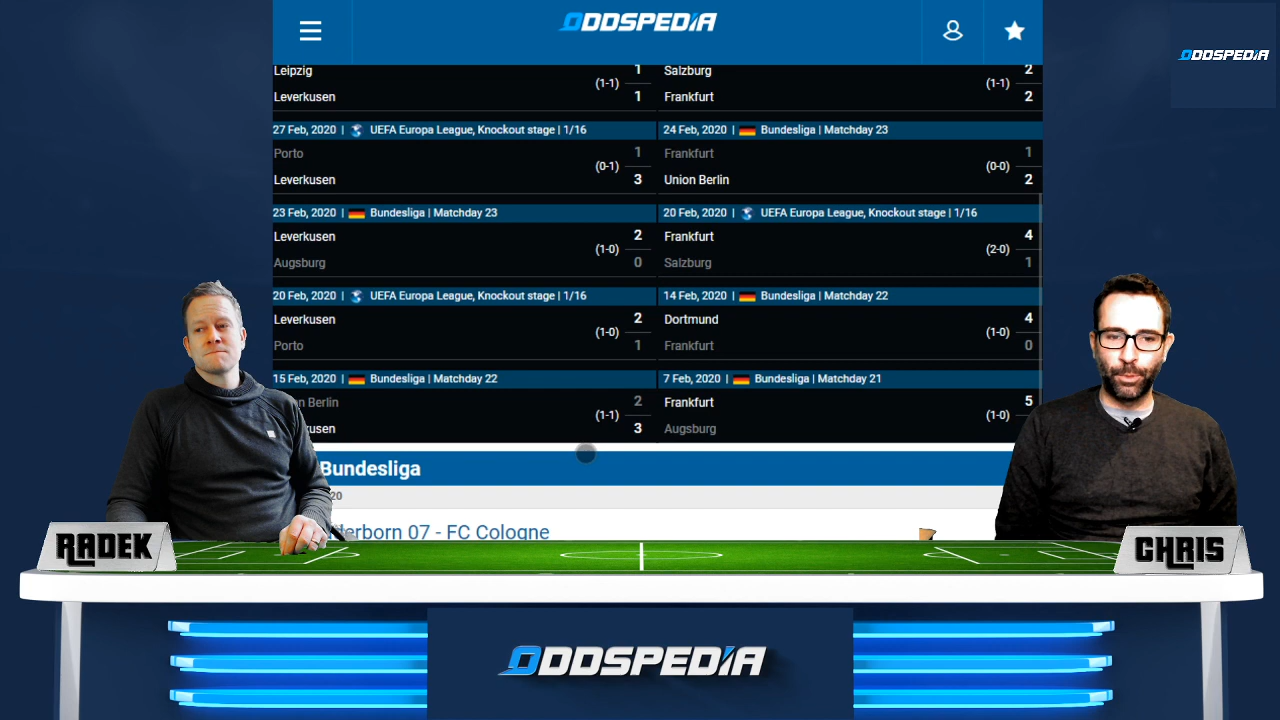 ODDSPEDIA
ODDSPEDIA
Leipzig 1
(1-1)
Leverkusen 1
27 Feb, 2020 | UEFA Europa League, Knockout stage | 1/16
Porto 1
(0-1)
Leverkusen 3
23 Feb, 2020 | Bundesliga | Matchday 23
Leverkusen 2
(1-0)
Augsburg 0
20 Feb, 2020 | UEFA Europa League, Knockout stage | 1/16
Leverkusen 2
(1-0)
Porto 1
15 Feb, 2020 | Bundesliga | Matchday 22
Berlin 2
(1-1)
3
Salzburg 2
(1-1)
Frankfurt 2
24 Feb, 2020 | Bundesliga | Matchday 23
Frankfurt 1
(0-0)
Union Berlin 2
20 Feb, 2020 | UEFA Europa League, Knockout stage | 1/16
Frankfurt 4
(2-0)
Salzburg 1
14 Feb, 2020 | Bundesliga | Matchday 22
Dortmund 4
(1-0)
Frankfurt 0
7 Feb, 2020 | Bundesliga | Matchday 21
Frankfurt 5
(1-0)
Augsburg
Bundesliga
20
erborn 07 - FC Cologne
RADEK
CHRIS
ODDSPEDIA